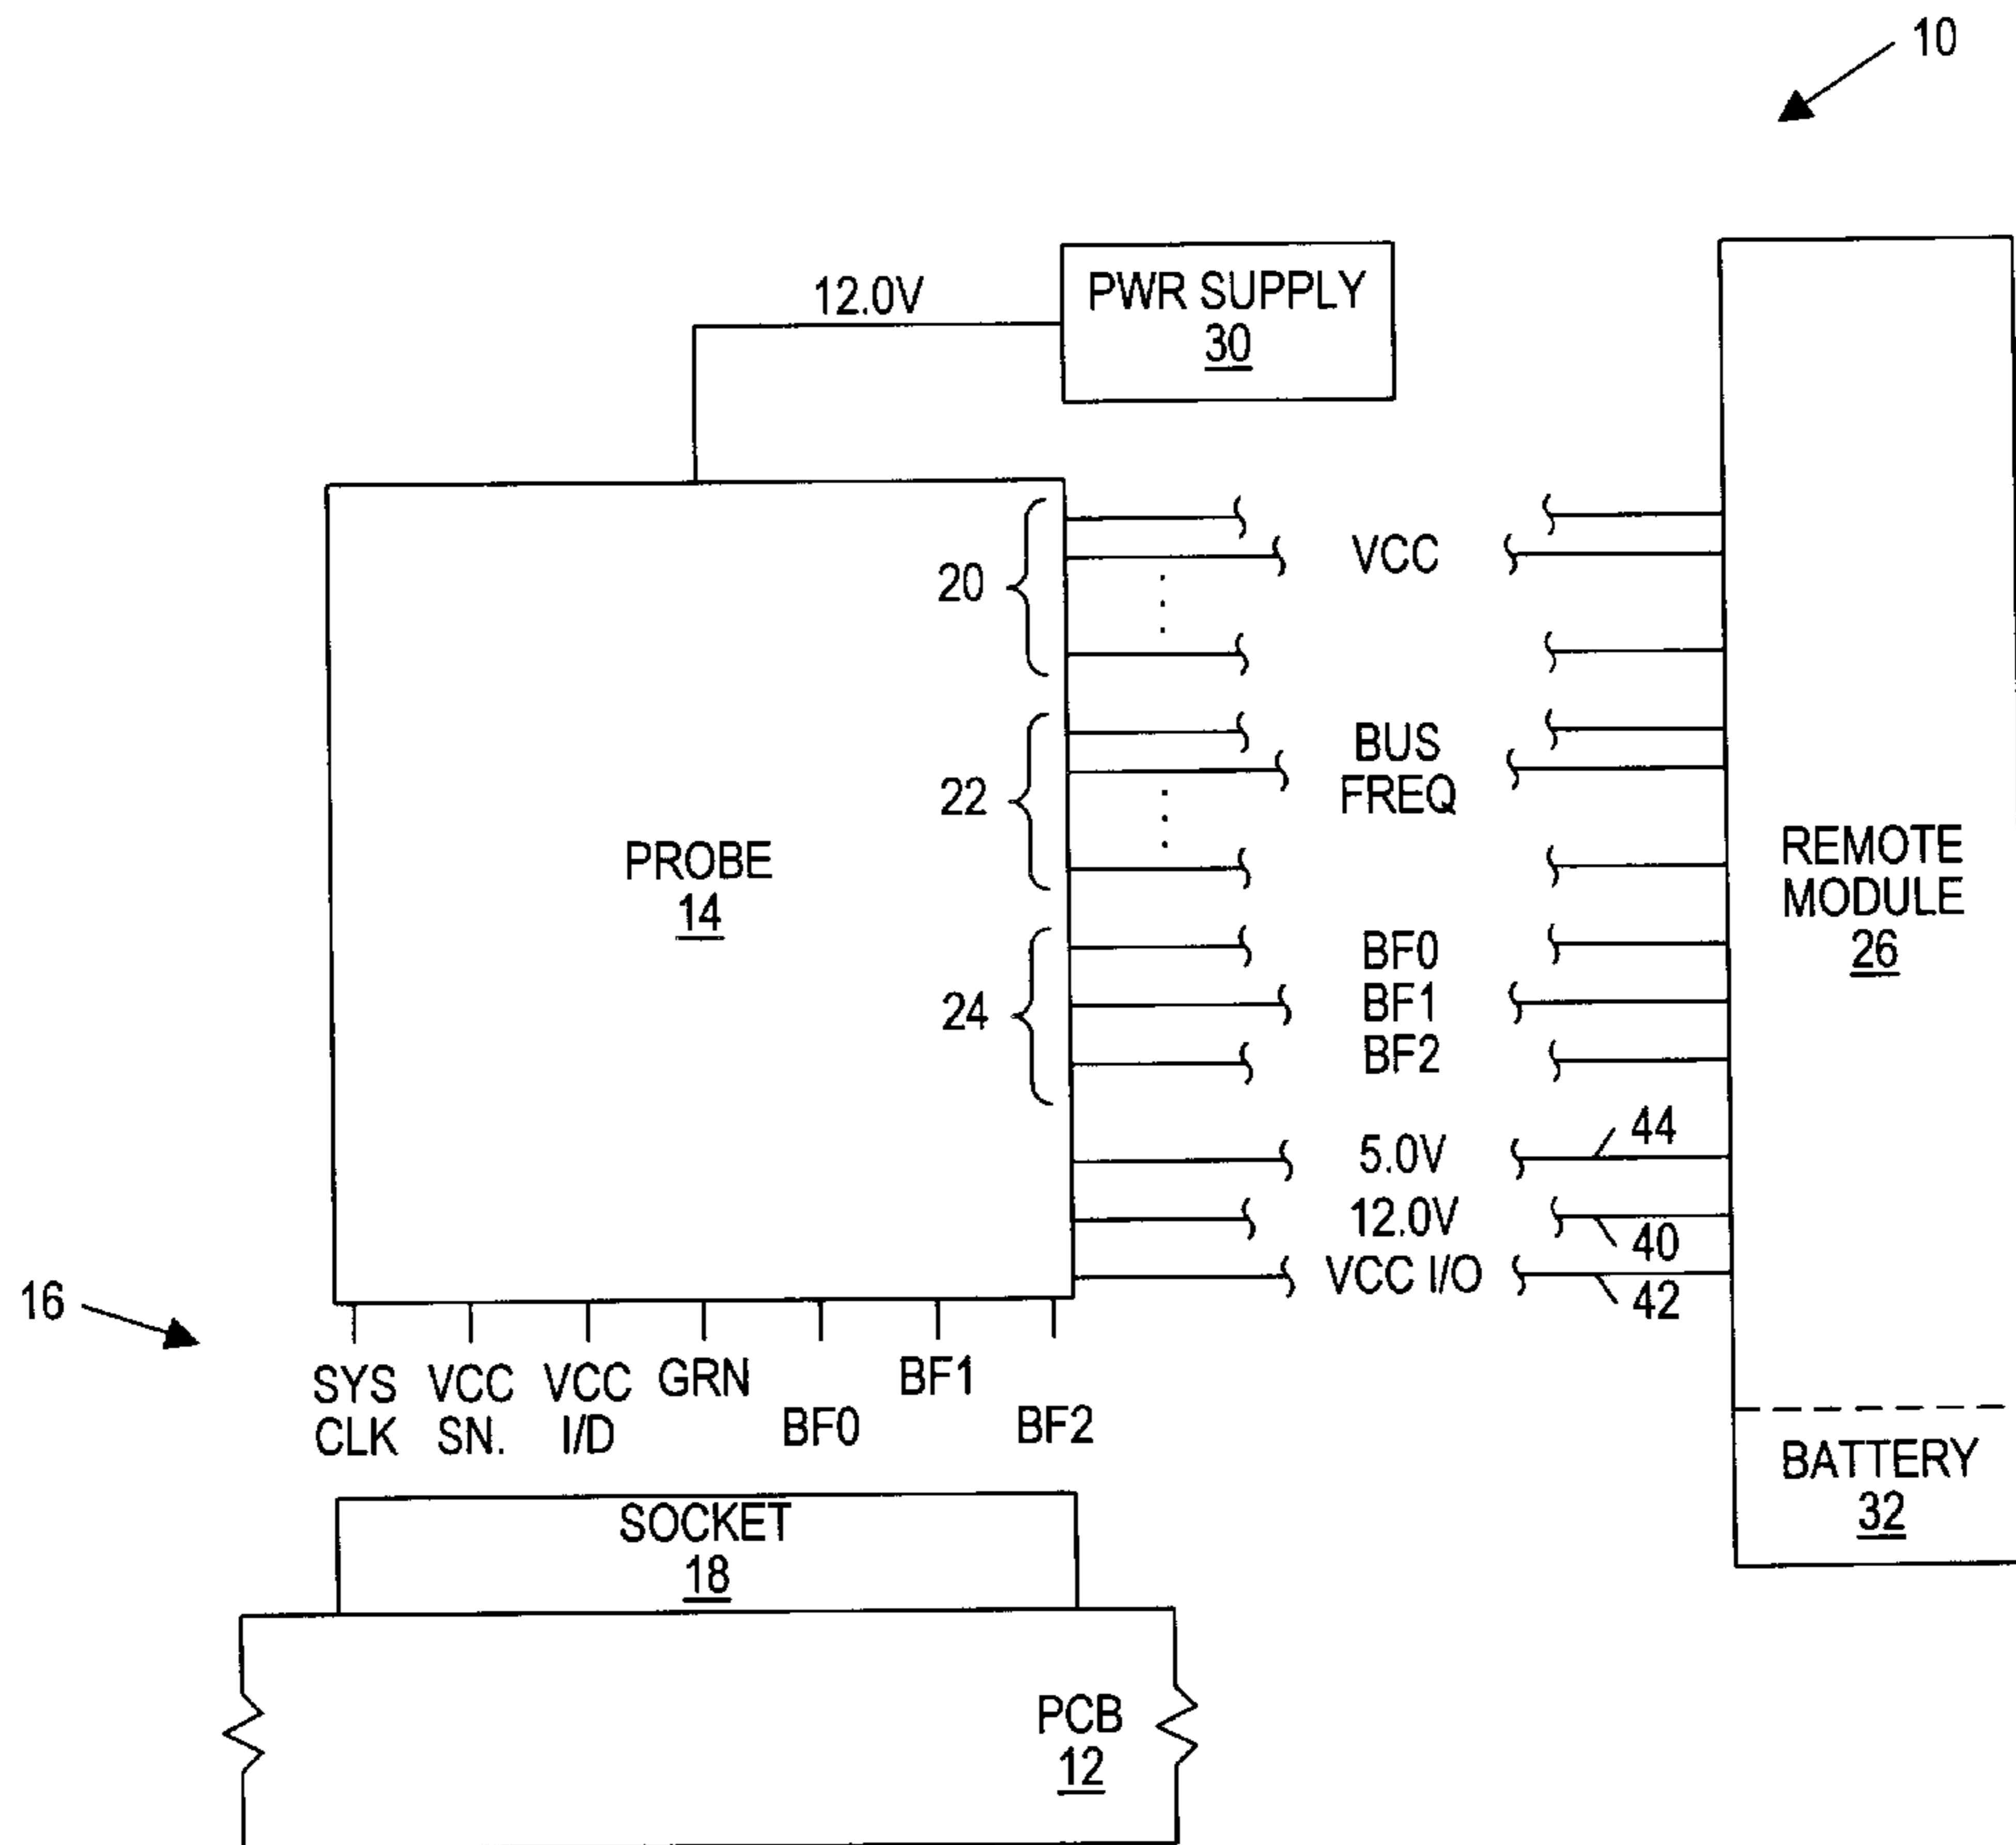 10
12.0V
PWR SUPPLY
30
20
VCC
22
BUS
FREQ
PROBE
14
REMOTE
MODULE
26
24
BF0
BF1
BF2
5.0V
44
12.0V
40
VCC I/O
42
16
SYS
CLK
VCC
SN.
VCC
I/D
GRN
BF0
BF1
BF2
BATTERY
32
SOCKET
18
PCB
12